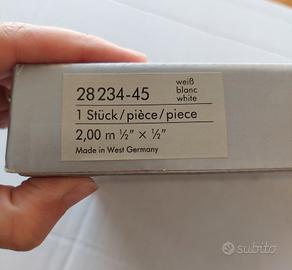 28 234-45
weiß
blanc
white
1 Stück/pièce/piece
2,00 m ½" × ½"
Made in West Germany
subito